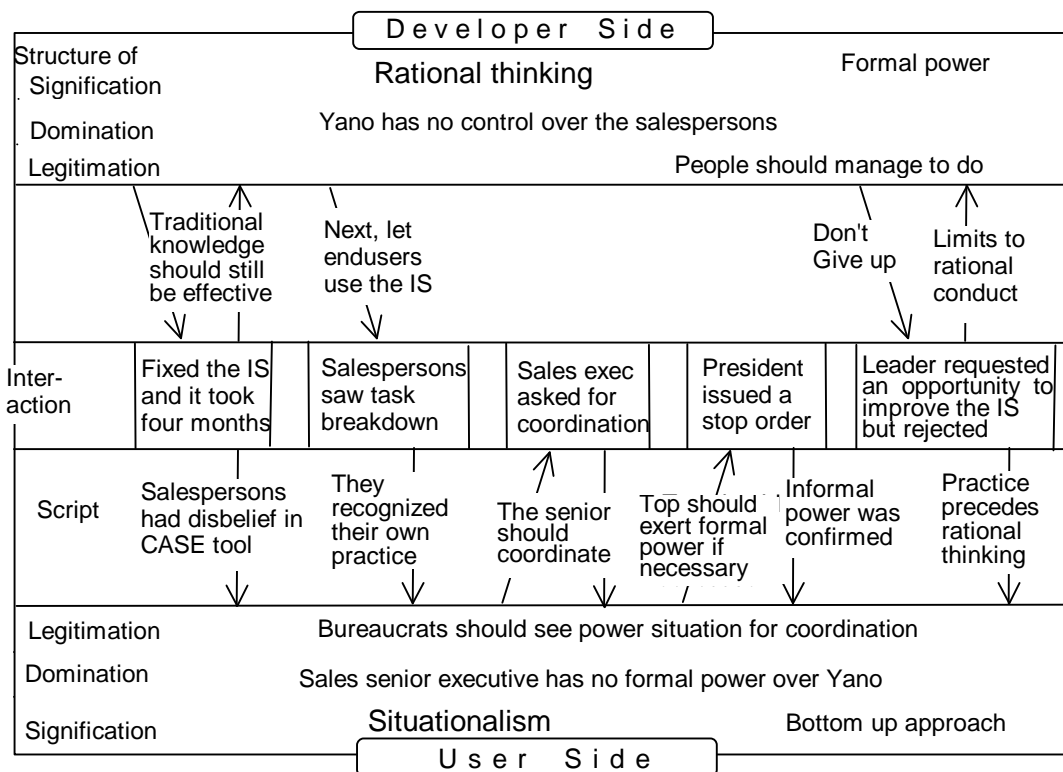 Developer Side
Structure of
Signification
Rational thinking
Formal power
Domination
Yano has no control over the salespersons
Legitimation
People should manage to do
Traditional
knowledge
should still
be effective
Next, let
endusers
use the IS
Don't
Give up
Limits to
rational
conduct
Inter-
action
Fixed the IS
and it took
four months
Salespersons
saw task
breakdown
Sales exec
asked for
coordination
President
issued a
stop order
Leader requested
an opportunity to
improve the IS
but rejected
Script
Salespersons
had disbelief in
CASE tool
They
recognized
their own
practice
The senior
should
coordinate
Top should
exert formal
power if
necessary
Informal
power was
confirmed
Practice
precedes
rational
thinking
Legitimation
Bureaucrats should see power situation for coordination
Domination
Sales senior executive has no formal power over Yano
Signification
Situationalism
Bottom up approach
User Side